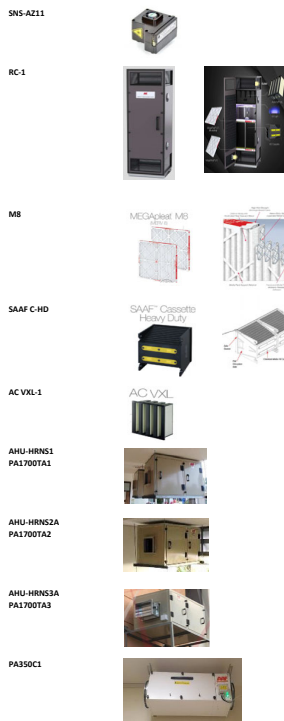 SNS-AZ11
RC-1
M8
MEGApleat M8
SAAF C-HD
SAAF™ Cassette
Heavy Duty
AC VXL-1
AC VXL
AHU-HRNS1
PA1700TA1
AHU-HRNS2A
PA1700TA2
AHU-HRNS3A
PA1700TA3
PA350C1